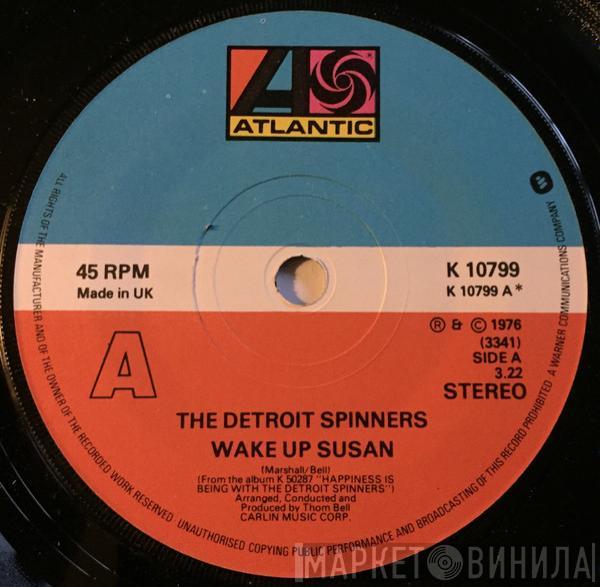 ATLANTIC
45 RPM
Made in UK
K 10799
K 10799 A*
Ⓟ & © 1976
(3341)
SIDE A
3.22
STEREO
A
THE DETROIT SPINNERS
WAKE UP SUSAN
(Marshall/Bell)
(From the album K 50287 "HAPPINESS IS
BEING WITH THE DETROIT SPINNERS")
Arranged, Conducted and
Produced by Thom Bell
CARLIN MUSIC CORP.
ALL RIGHTS OF THE MANUFACTURER AND OF THE OWNER OF THE RECORDED WORK RESERVED UNAUTHORISED COPYING PUBLIC PERFORMANCE AND BROADCASTING OF THIS RECORD PROHIBITED A WARNER COMMUNICATIONS COMPANY
МАРКЕТ ВИНИЛА